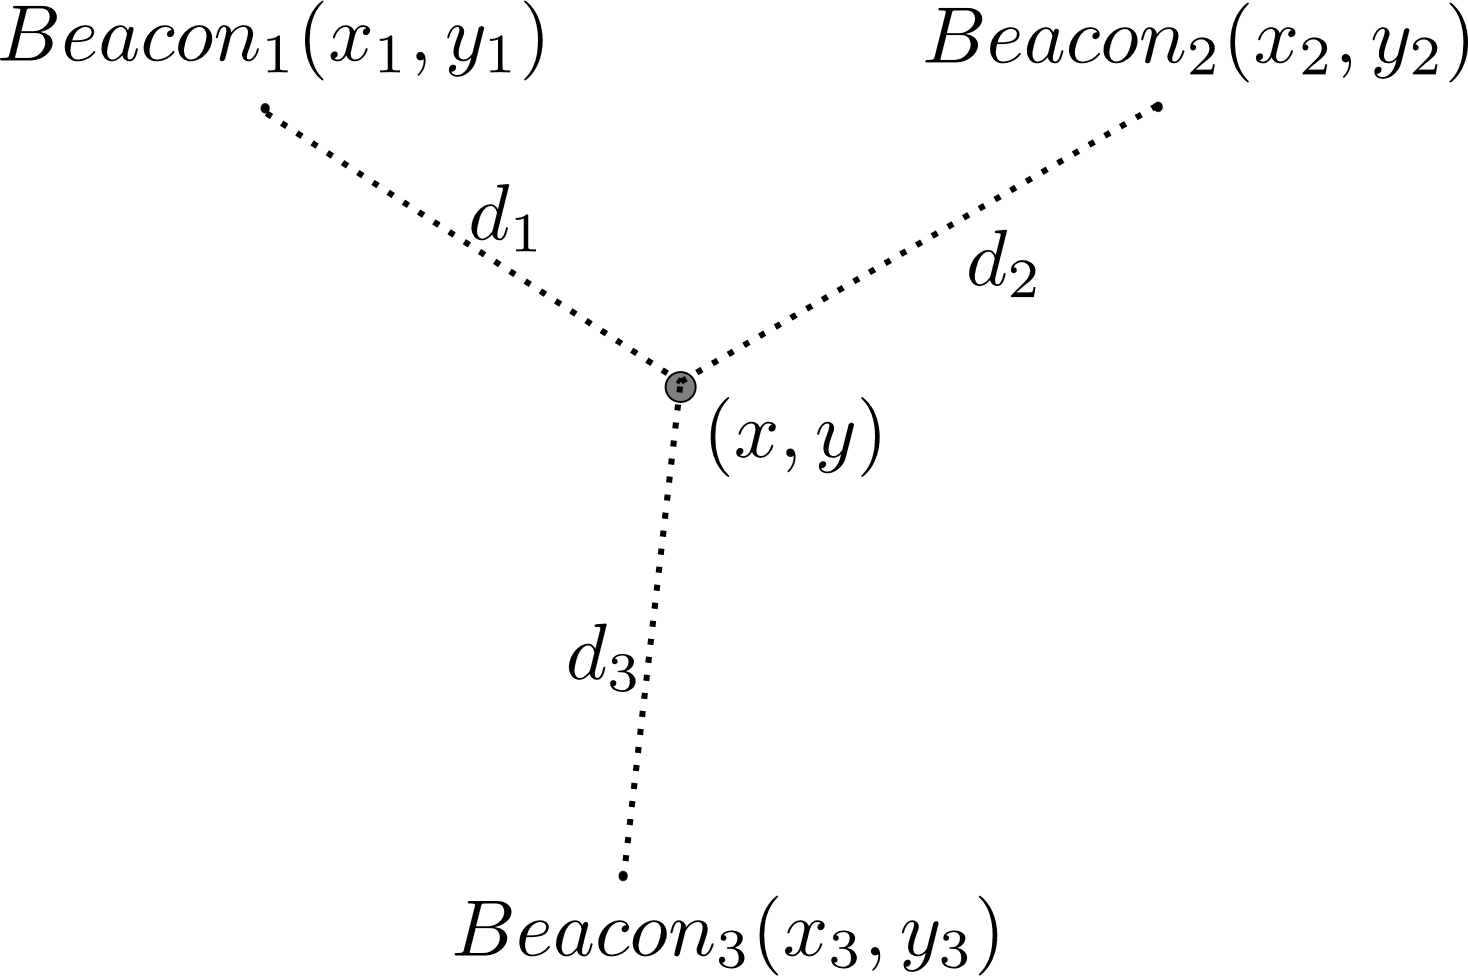 Beacon₁(x₁, y₁)
Beacon₂(x₂, y₂)
d₁
d₂
(x, y)
d₃
Beacon₃(x₃, y₃)